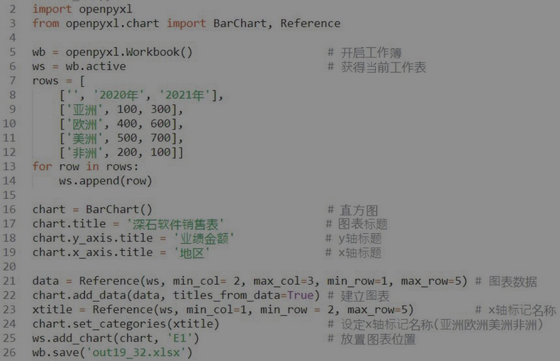 2 import openpyxl
3 from openpyxl.chart import BarChart, Reference
4
5 wb = openpyxl.Workbook() # 开启工作簿
6 ws = wb.active # 获得当前工作表
7 rows = [
8 ['', '2020年', '2021年'],
9 ['亚洲', 100, 300],
10 ['欧洲', 400, 600],
11 ['美洲', 500, 700],
12 ['非洲', 200, 100]]
13 for row in rows:
14 ws.append(row)
15
16 chart = BarChart() # 直方图
17 chart.title = '深石软件销售表' # 图表标题
18 chart.y_axis.title = '业绩金额' # y轴标题
19 chart.x_axis.title = '地区' # x轴标题
20
21 data = Reference(ws, min_col= 2, max_col=3, min_row=1, max_row=5) # 图表数据
22 chart.add_data(data, titles_from_data=True) # 建立图表
23 xtitle = Reference(ws, min_col=1, min_row = 2, max_row=5) # x轴标记名称
24 chart.set_categories(xtitle) # 设定x轴标记名称(亚洲欧洲美洲非洲)
25 ws.add_chart(chart, 'E1') # 放置图表位置
26 wb.save('out19_32.xlsx')